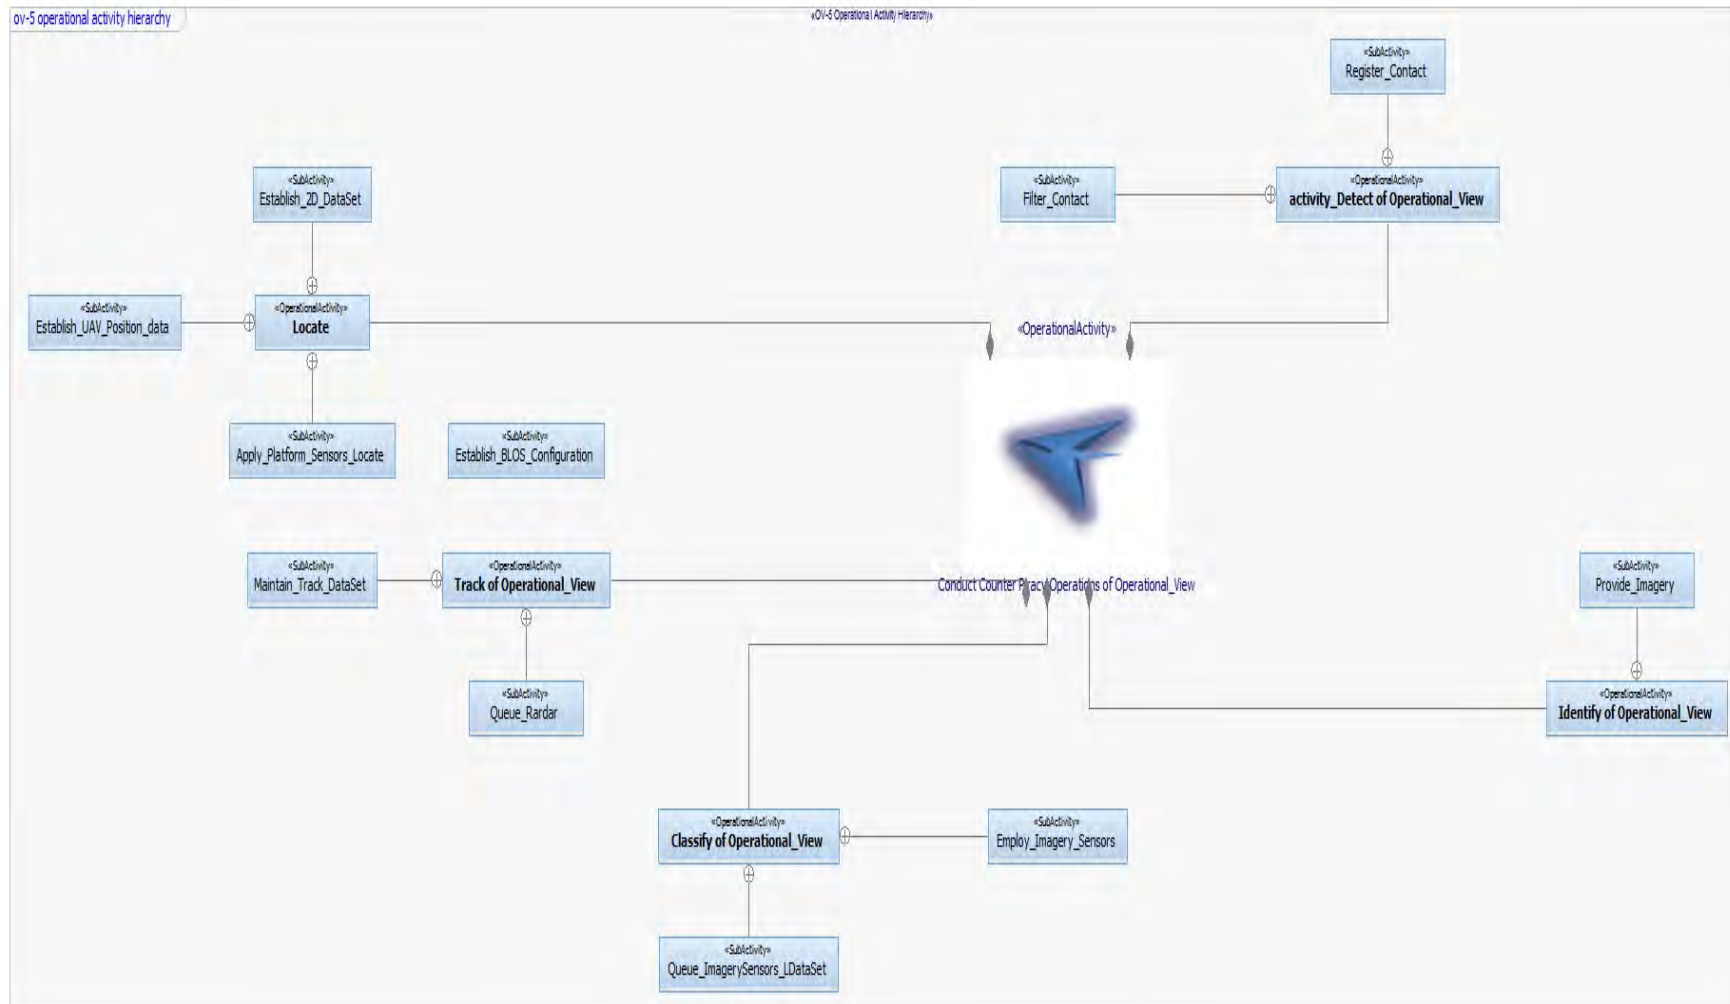 ov-5 operational activity hierarchy
«OV-5 Operational Activity Hierarchy»
«SubActivity»
Register_Contact
«SubActivity»
Establish_2D_DataSet
«SubActivity»
Filter_Contact
«OperationalActivity»
activity_Detect of Operational_View
«SubActivity»
Establish_UAV_Position_data
«OperationalActivity»
Locate
«OperationalActivity»
«SubActivity»
Apply_Platform_Sensors_Locate
«SubActivity»
Establish_BLOS_Configuration
«SubActivity»
Maintain_Track_DataSet
«OperationalActivity»
Track of Operational_View
Conduct Counter Piracy Operations of Operational_View
«SubActivity»
Provide_Imagery
«SubActivity»
Queue_Rardar
«OperationalActivity»
Identify of Operational_View
«OperationalActivity»
Classify of Operational_View
«SubActivity»
Employ_Imagery_Sensors
«SubActivity»
Queue_ImagerySensors_LDataSet